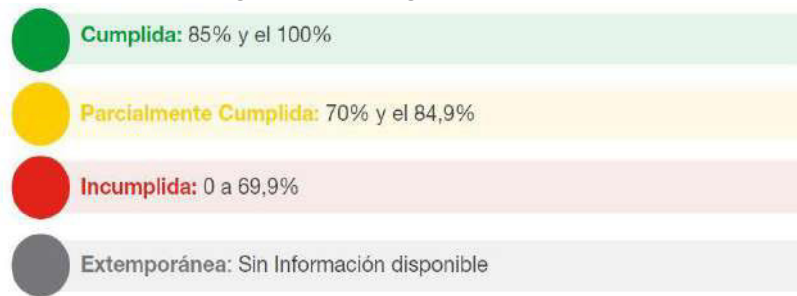 Cumplida: 85% y el 100%
Parcialmente Cumplida: 70% y el 84,9%
Incumplida: 0 a 69,9%
Extemporánea: Sin Información disponible